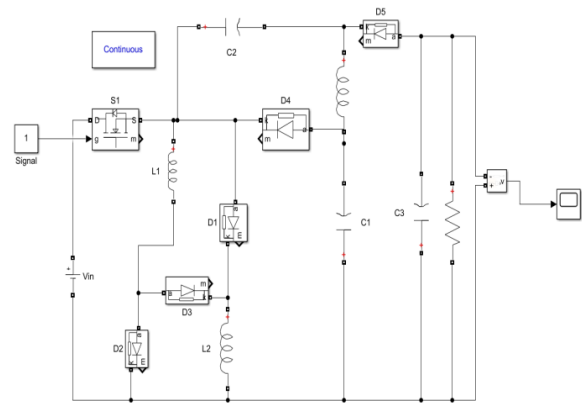 D5
k
a
m
Continuous
C2
S1
D
S
g
m
D4
k
a
m
1
Signal
L1
D1
a
k
m
C1
C3
-
+
v
+
Vin
m
a
k
D3
D2
a
k
m
L2